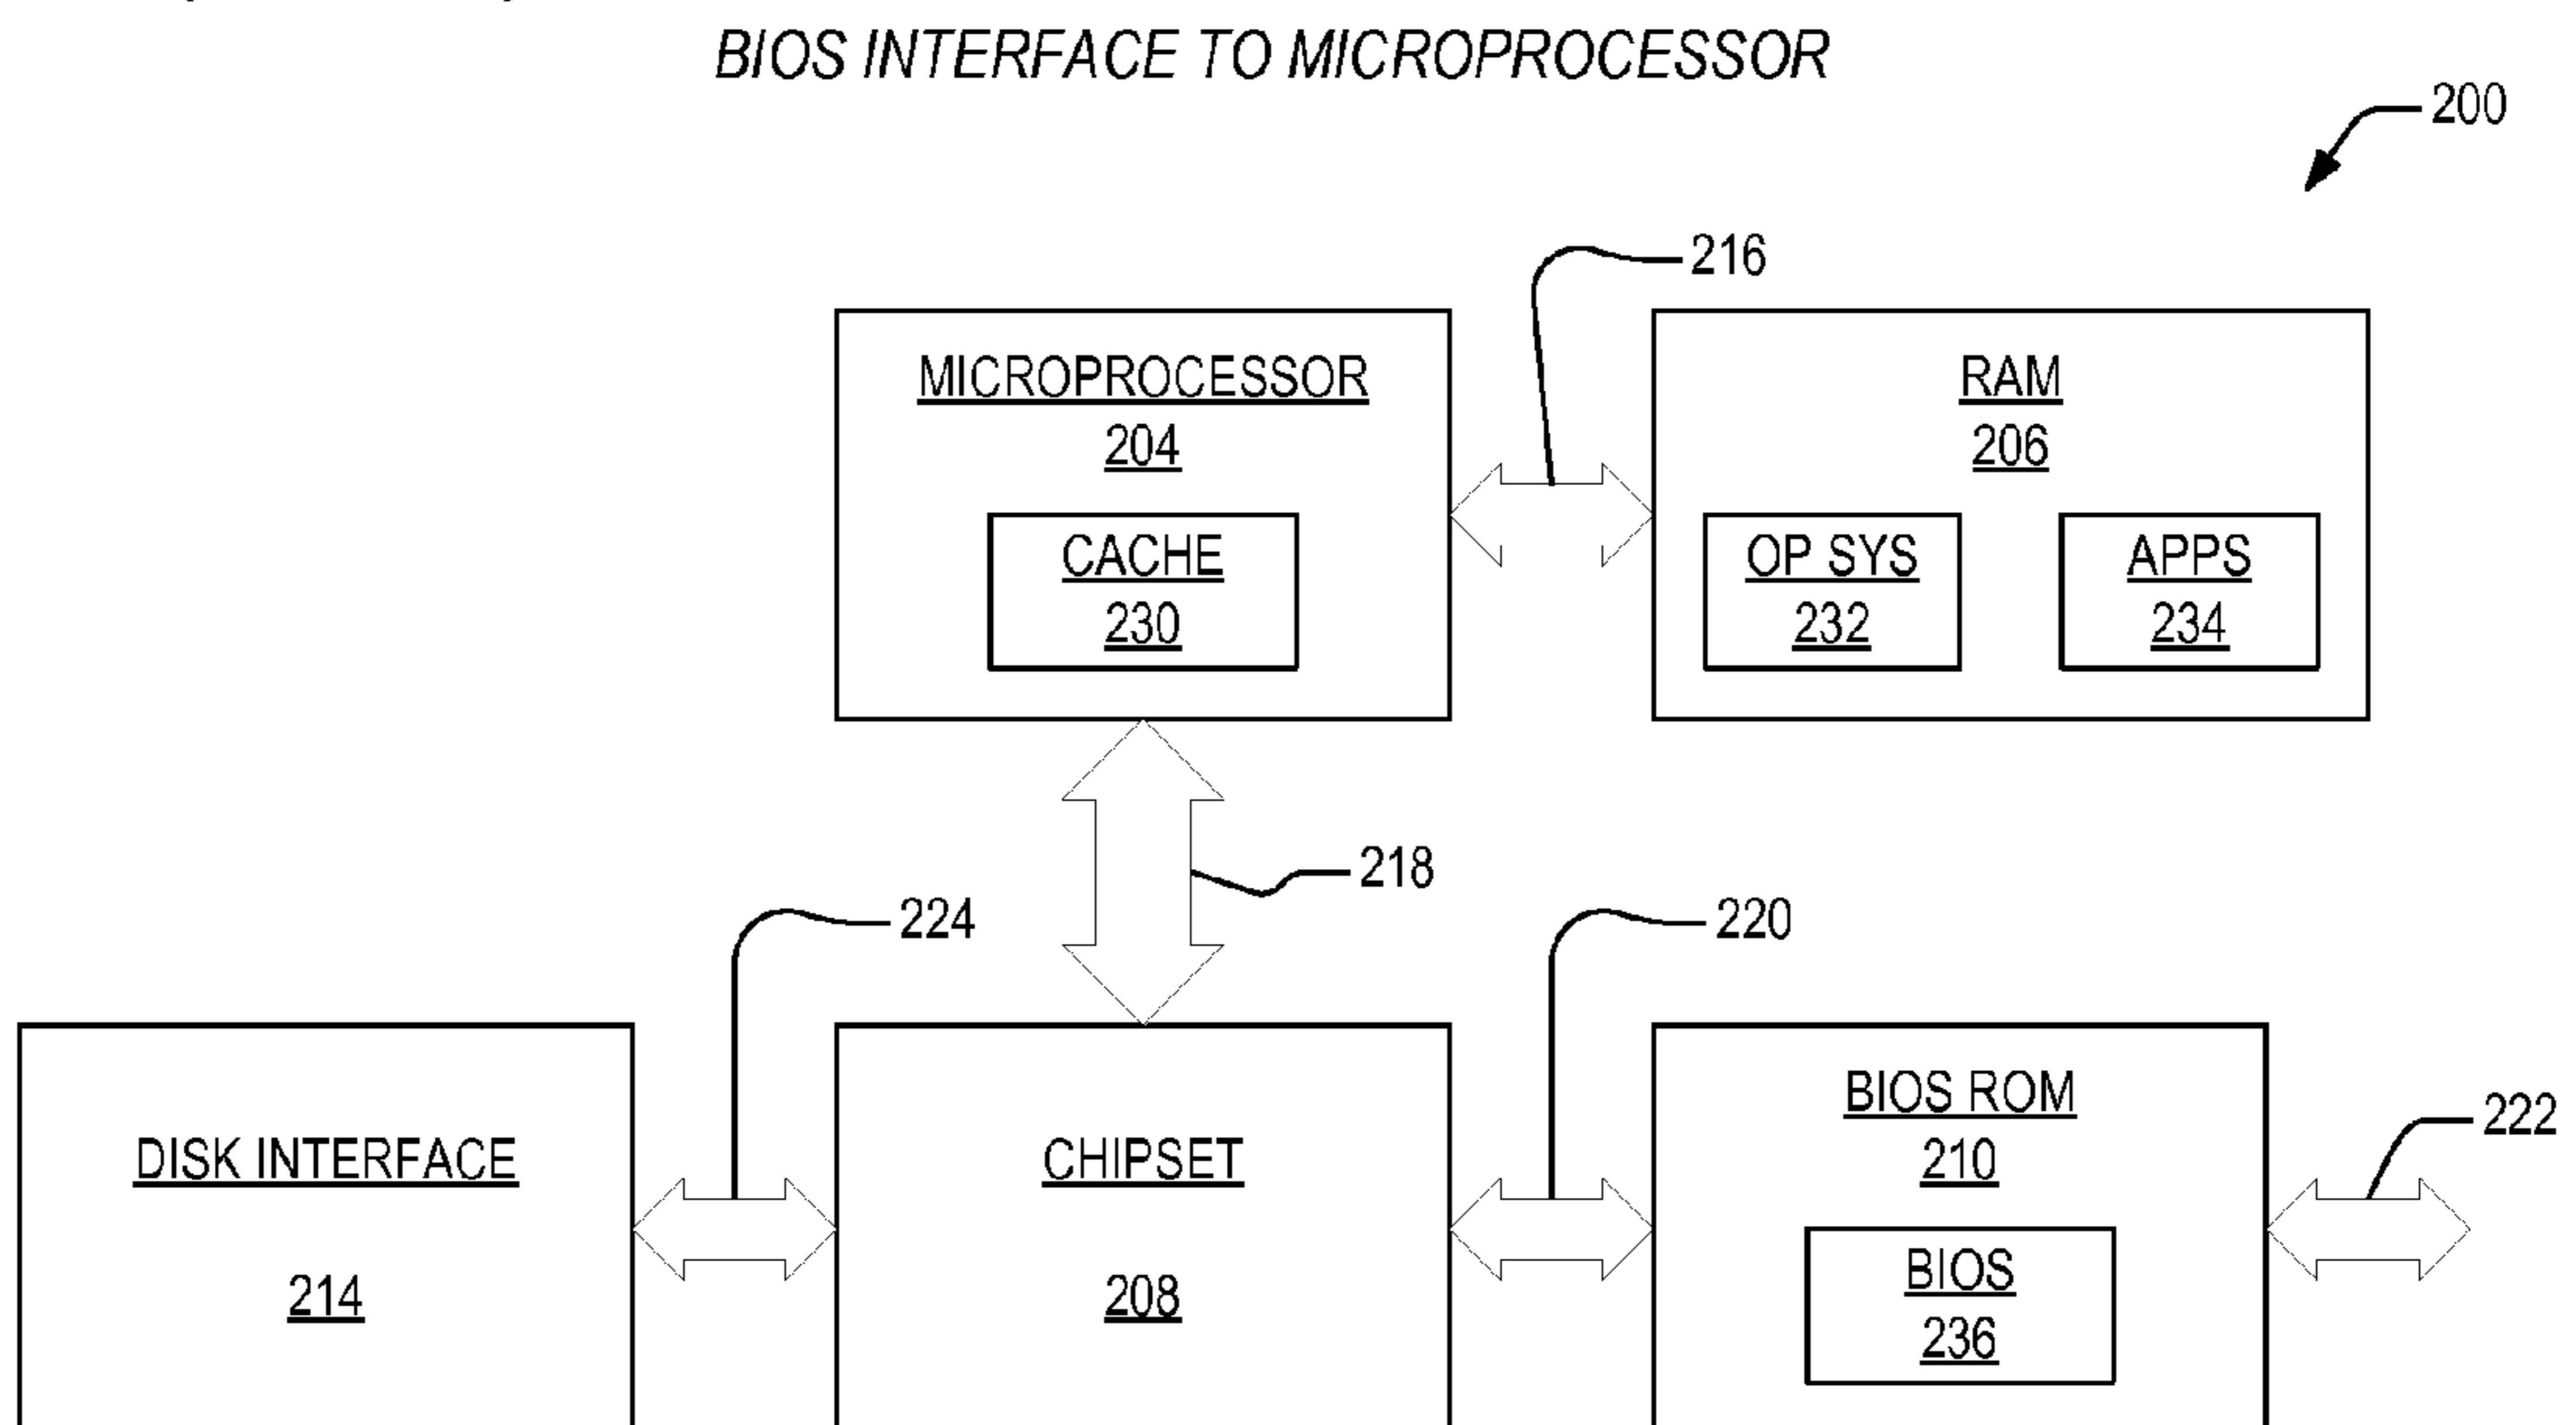 BIOS INTERFACE TO MICROPROCESSOR
200
216
MICROPROCESSOR
204
CACHE
230
RAM
206
OP SYS
232
APPS
234
218
224
220
222
DISK INTERFACE
214
CHIPSET
208
BIOS ROM
210
BIOS
236